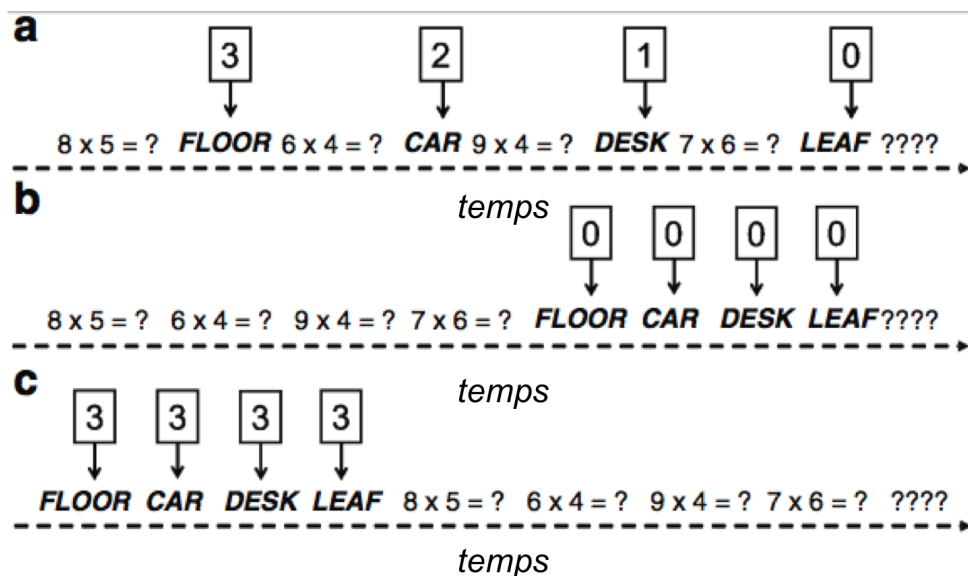 a
3 2 1 0
8 x 5 = ? FLOOR 6 x 4 = ? CAR 9 x 4 = ? DESK 7 x 6 = ? LEAF ????
temps
b
0 0 0 0
8 x 5 = ? 6 x 4 = ? 9 x 4 = ? 7 x 6 = ? FLOOR CAR DESK LEAF ????
temps
c
3 3 3 3
FLOOR CAR DESK LEAF 8 x 5 = ? 6 x 4 = ? 9 x 4 = ? 7 x 6 = ? ????
temps